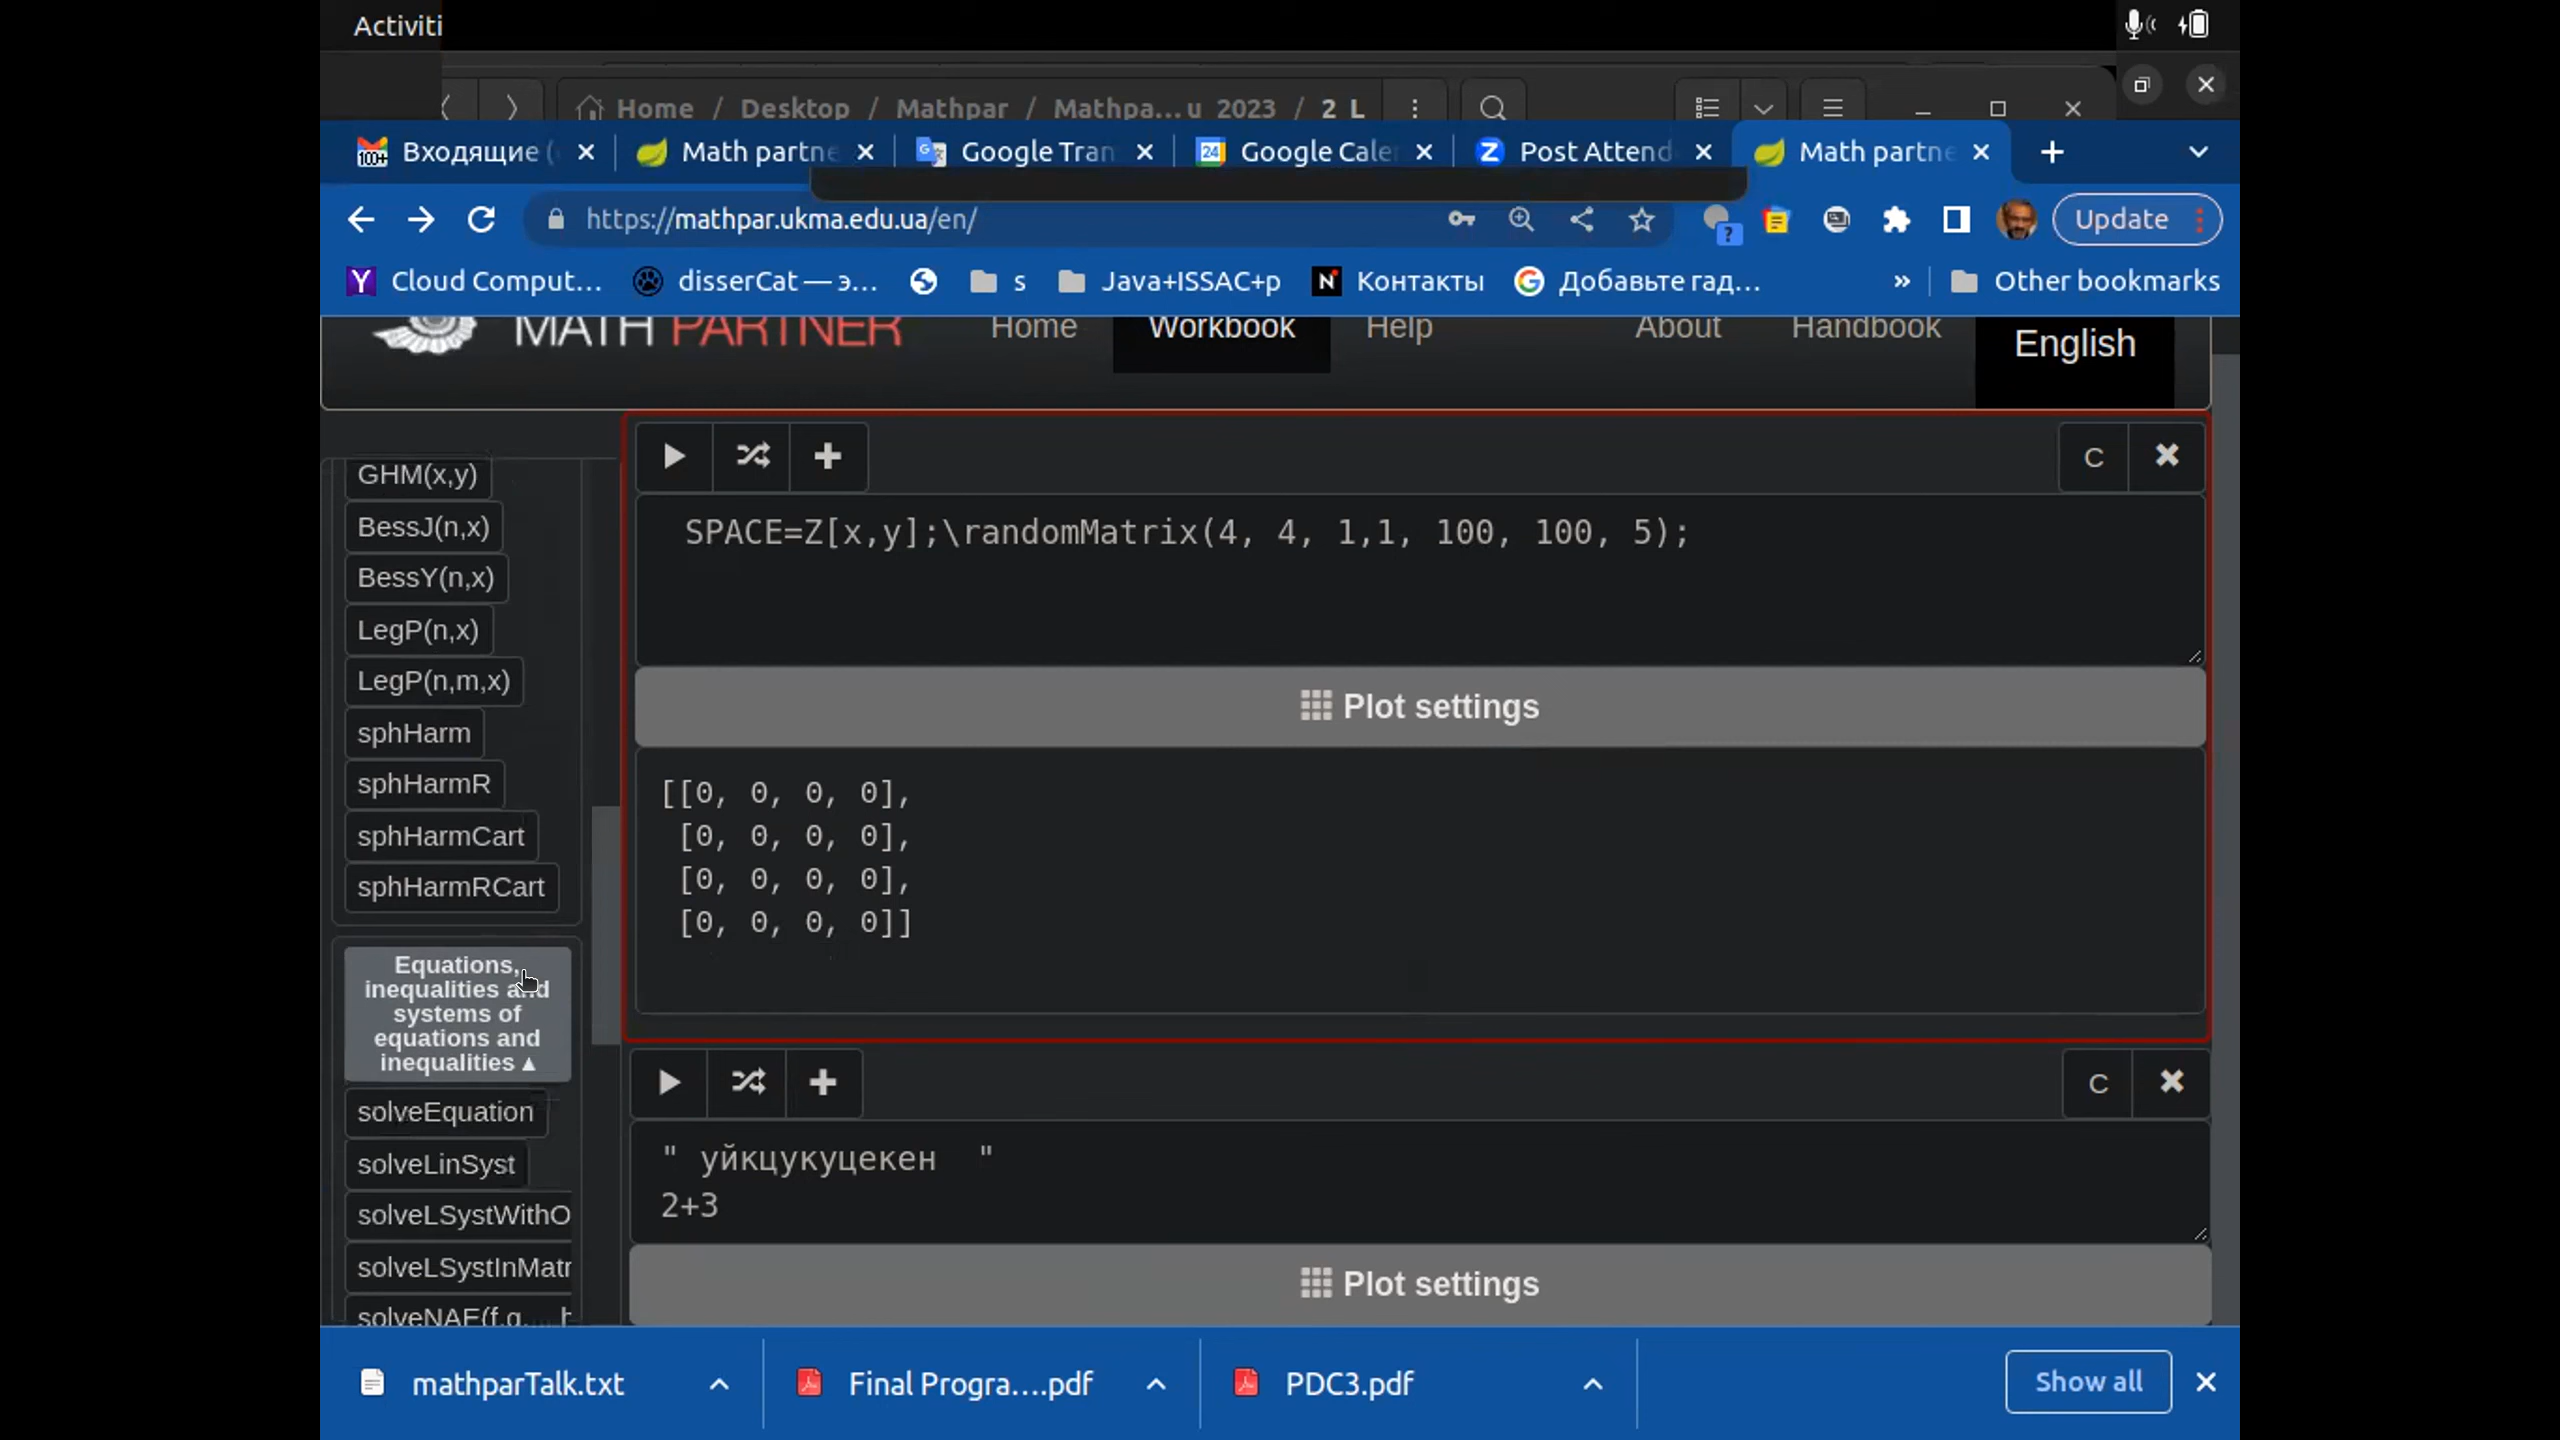 Activiti
Home / Desktop / Mathpar / Mathpa...u 2023 / 2 L
Входящие ( Math partne Google Tran Google Cale Post Attend Math partne
https://mathpar.ukma.edu.ua/en/
Update
Cloud Comput... disserCat — э... s Java+ISSAC+p Контакты Добавьте гад... » Other bookmarks
MATH PARTNER Home Workbook Help About Handbook English
GHM(x,y)
BessJ(n,x)
BessY(n,x)
LegP(n,x)
LegP(n,m,x)
sphHarm
sphHarmR
sphHarmCart
sphHarmRCart
Equations,
inequalities and
systems of
equations and
inequalities ▲
solveEquation
solveLinSyst
solveLSystWithO
solveLSystInMatr
C
SPACE=Z[x,y];\randomMatrix(4, 4, 1,1, 100, 100, 5);
Plot settings
[[0, 0, 0, 0],
[0, 0, 0, 0],
[0, 0, 0, 0],
[0, 0, 0, 0]]
C
" уйкцукуцекен "
2+3
Plot settings
mathparTalk.txt Final Progra....pdf PDC3.pdf Show all